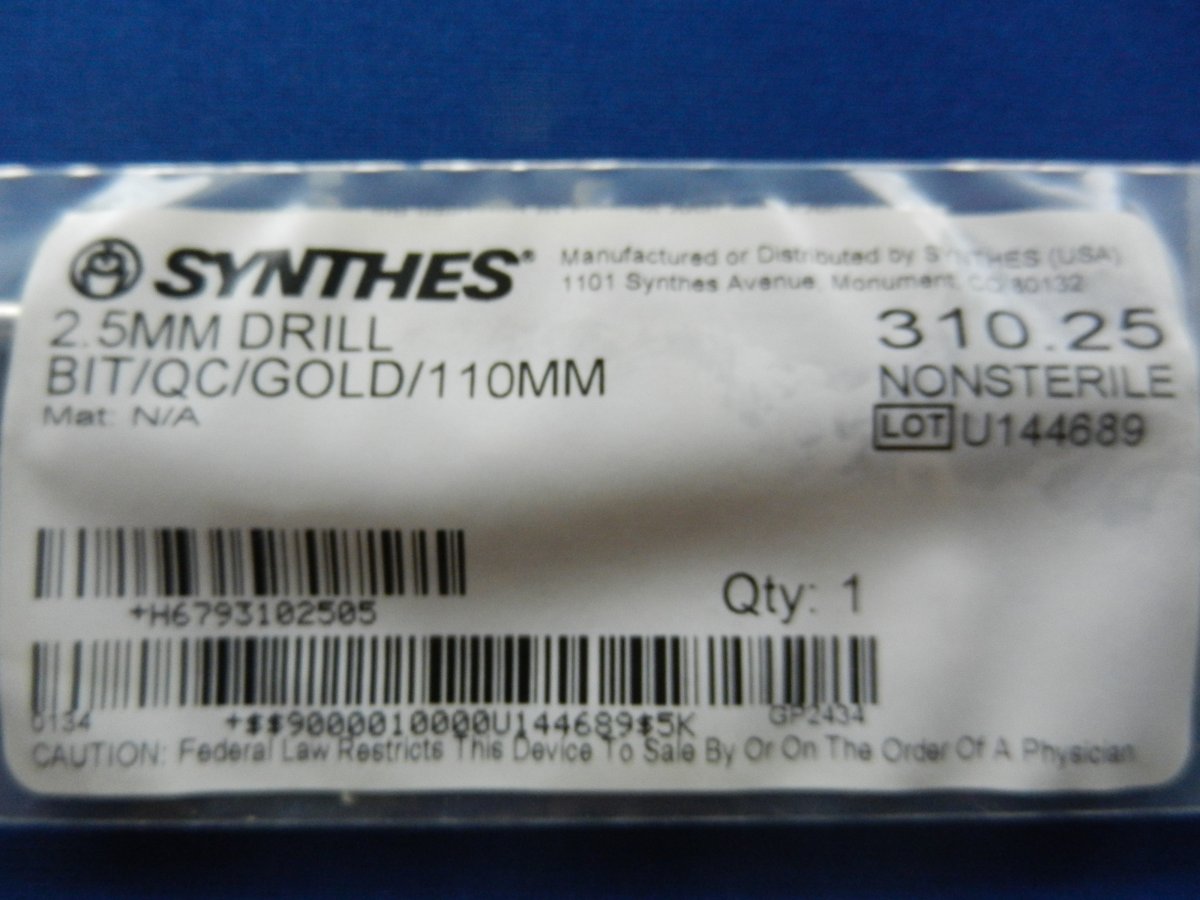 SYNTHES®
Manufactured or Distributed by SYNTHES (USA)
1101 Synthes Avenue, Monument, CO 80132
2.5MM DRILL
BIT/QC/GOLD/110MM
Mat: N/A
310.25
NONSTERILE
LOT U144689
+H6793102505
Qty: 1
0134 +$$9000010000U144689$5K GP2434
CAUTION: Federal Law Restricts This Device To Sale By Or On The Order Of A Physician